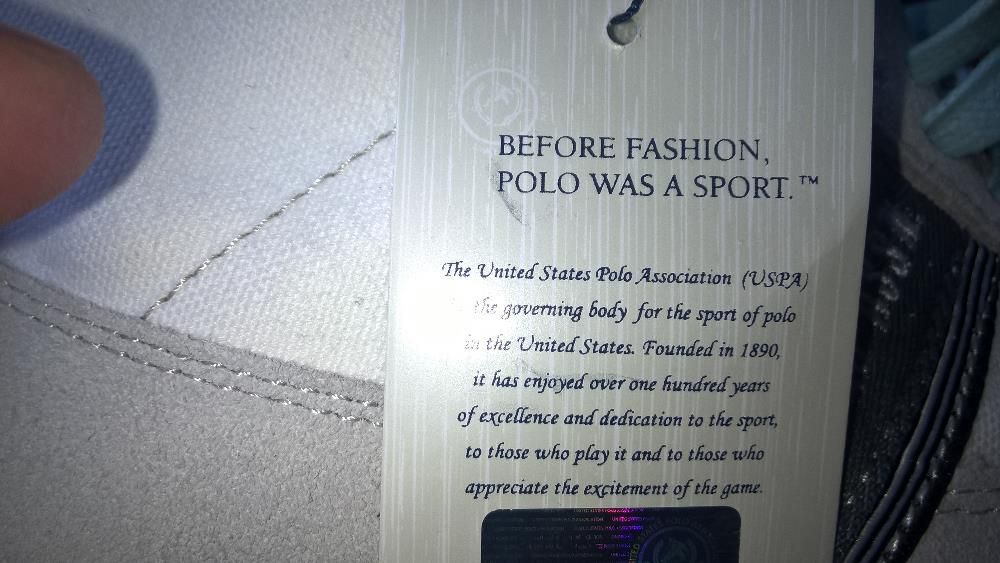 BEFORE FASHION,
POLO WAS A SPORT.™
The United States Polo Association (USPA)
the governing body for the sport of polo
in the United States. Founded in 1890,
it has enjoyed over one hundred years
of excellence and dedication to the sport,
to those who play it and to those who
appreciate the excitement of the game.